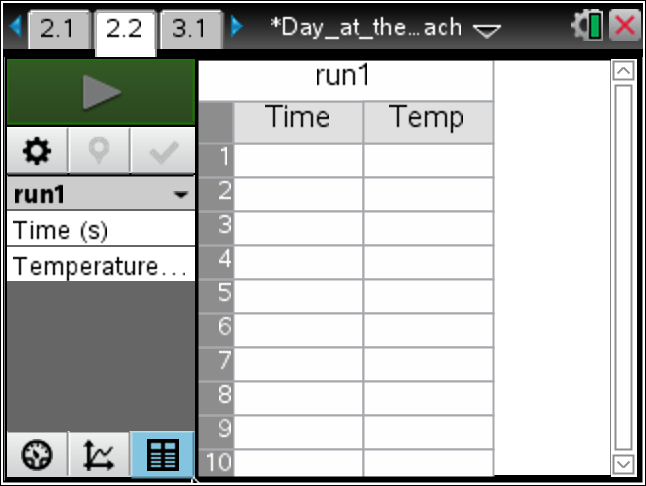 2.1 2.2 3.1 *Day_at_the...ach
run1
Time Temp
run1
Time (s)
Temperature...
1
2
3
4
5
6
7
8
9
10